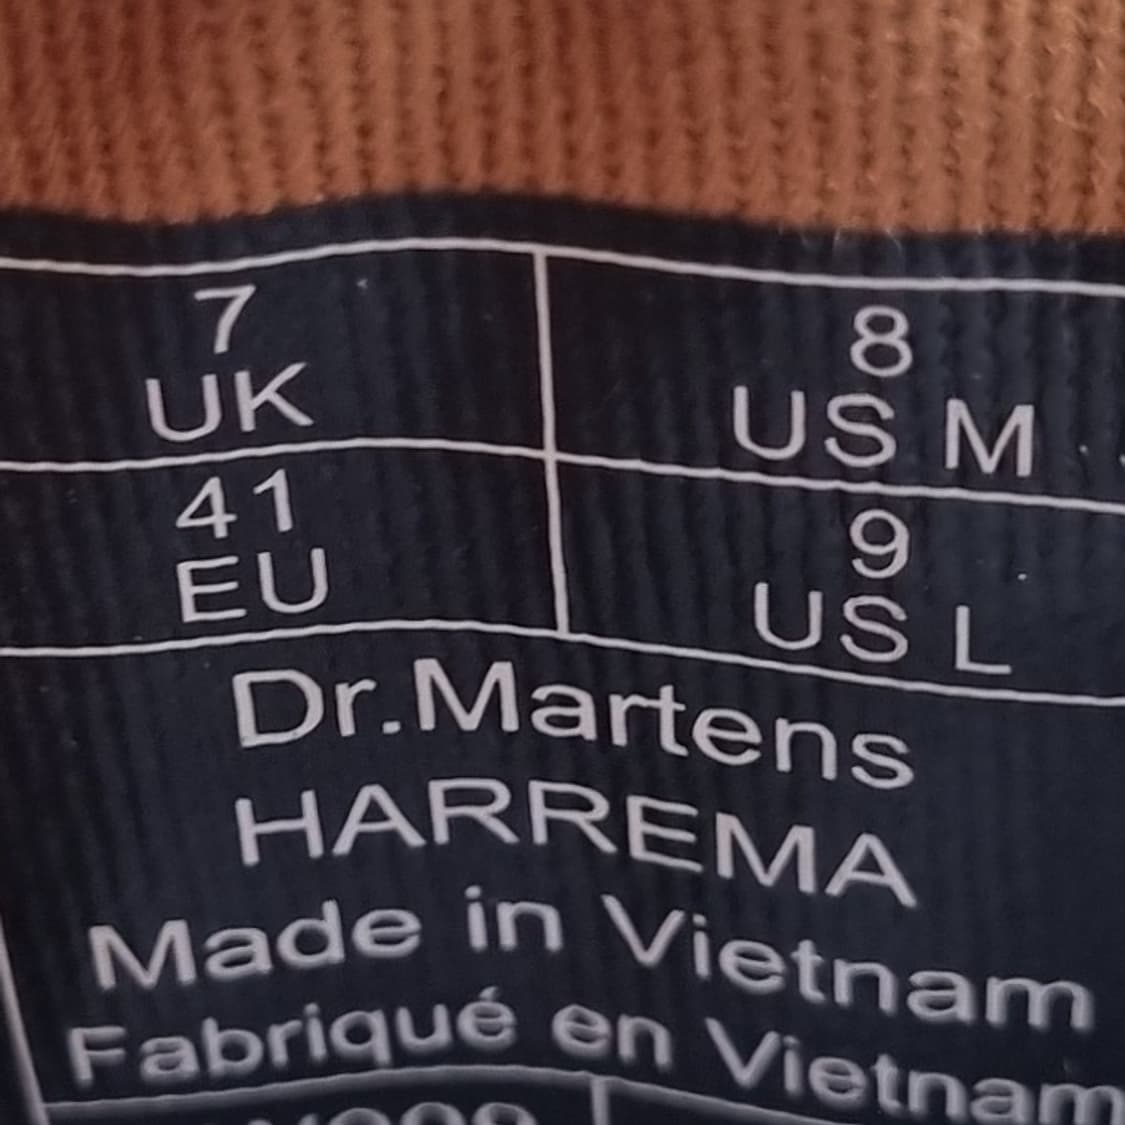 7
UK
8
US M
41
EU
9
US L
Dr.Martens
HARREMA
Made in Vietnam
Fabriqué en Vietnam